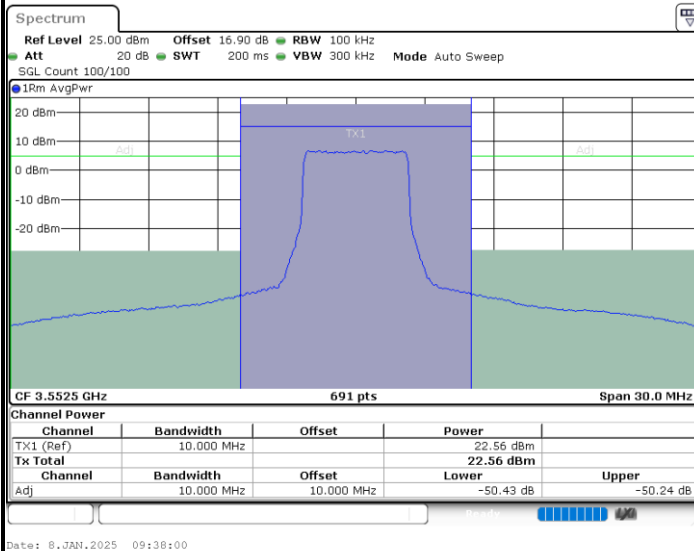 Spectrum
Ref Level 25.00 dBm Offset 16.90 dB RBW 100 kHz
Att 20 dB SWT 200 ms VBW 300 kHz Mode Auto Sweep
SGL Count 100/100
1Rm AvgPwr
20 dBm
TX1
10 dBm
Adj Adj
0 dBm
-10 dBm
-20 dBm
CF 3.5525 GHz 691 pts Span 30.0 MHz
Channel Power
Channel Bandwidth Offset Power
TX1 (Ref) 10.000 MHz 22.56 dBm
Tx Total 22.56 dBm
Channel Bandwidth Offset Lower Upper
Adj 10.000 MHz 10.000 MHz -50.43 dB -50.24 dB
Ready
Date: 8.JAN.2025 09:38:00